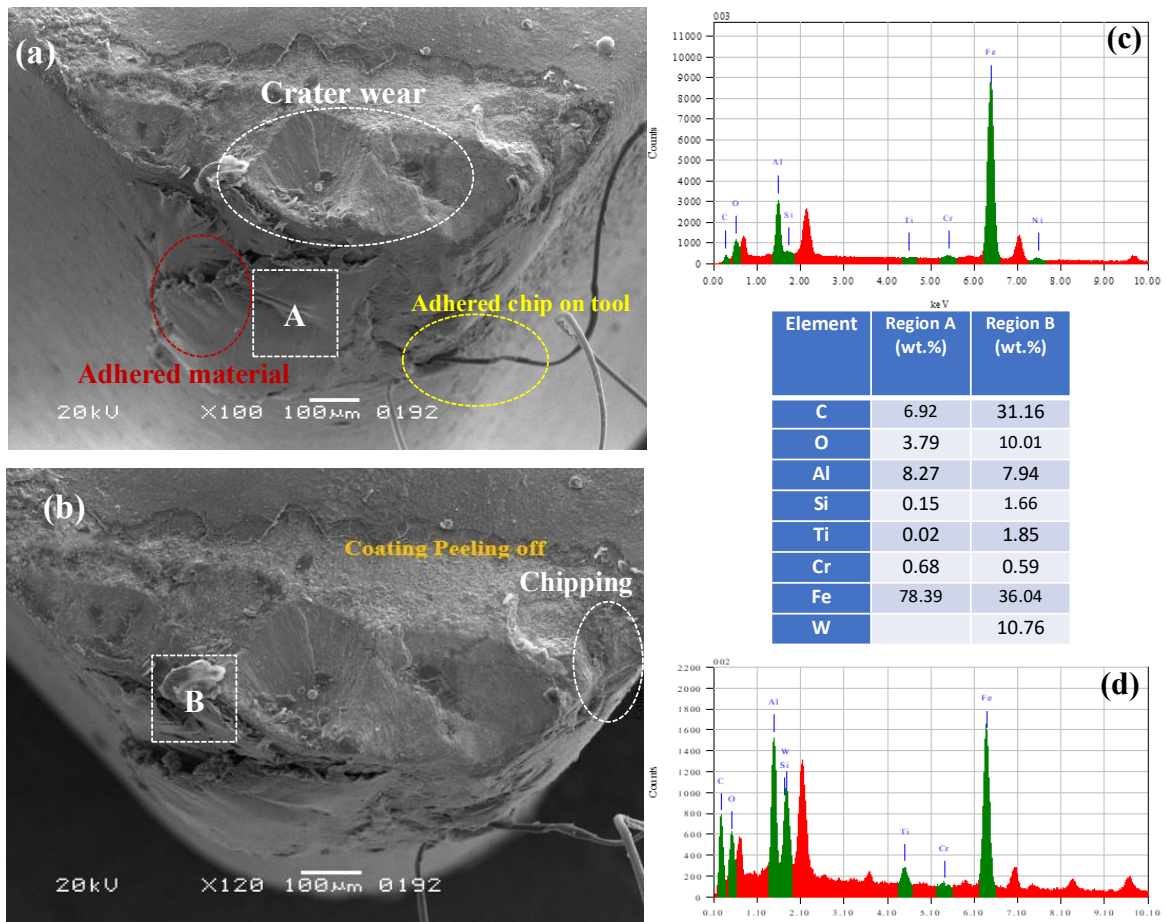 (a)
Crater wear
A
Adhered chip on tool
Adhered material
20kV X100 100μm 0192
(b)
Coating Peeling off
Chipping
B
20kV X120 100μm 0192
003
(c)
Counts
11000
10000
9000
8000
7000
6000
5000
4000
3000
2000
1000
0
C
O
Al
Si
Ti
Cr
Fe
Ni
0.00 1.00 2.00 3.00 4.00 5.00 6.00 7.00 8.00 9.00 10.00
keV
Element Region A (wt.%) Region B (wt.%)
C 6.92 31.16
O 3.79 10.01
Al 8.27 7.94
Si 0.15 1.66
Ti 0.02 1.85
Cr 0.68 0.59
Fe 78.39 36.04
W 10.76
002
(d)
Counts
2200
2000
1800
1600
1400
1200
1000
800
600
400
200
0
C
O
Al
W
Si
Ti
Cr
Fe
0.10 1.10 2.10 3.10 4.10 5.10 6.10 7.10 8.10 9.10 10.10